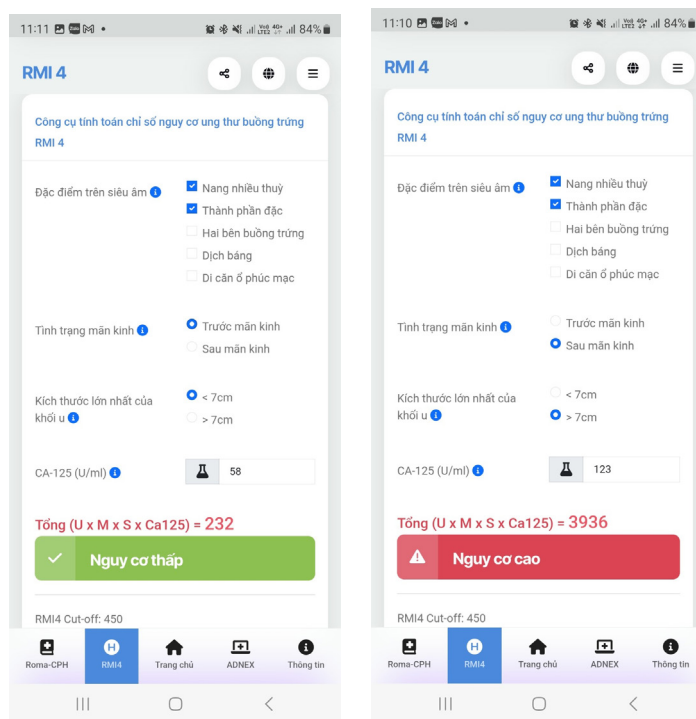 11:11 84%
RMI 4
Công cụ tính toán chỉ số nguy cơ ung thư buồng trứng
RMI 4
Đặc điểm trên siêu âm
Nang nhiều thuỳ
Thành phần đặc
Hai bên buồng trứng
Dịch báng
Di căn ổ phúc mạc
Tình trạng mãn kinh
Trước mãn kinh
Sau mãn kinh
Kích thước lớn nhất của
khối u
< 7cm
> 7cm
CA-125 (U/ml)
58
Tổng (U x M x S x Ca125) = 232
Nguy cơ thấp
RMI4 Cut-off: 450
Roma-CPH
RMI4
Trang chủ
ADNEX
Thông tin
11:10 84%
RMI 4
Công cụ tính toán chỉ số nguy cơ ung thư buồng trứng
RMI 4
Đặc điểm trên siêu âm
Nang nhiều thuỳ
Thành phần đặc
Hai bên buồng trứng
Dịch báng
Di căn ổ phúc mạc
Tình trạng mãn kinh
Trước mãn kinh
Sau mãn kinh
Kích thước lớn nhất của
khối u
< 7cm
> 7cm
CA-125 (U/ml)
123
Tổng (U x M x S x Ca125) = 3936
Nguy cơ cao
RMI4 Cut-off: 450
Roma-CPH
RMI4
Trang chủ
ADNEX
Thông tin